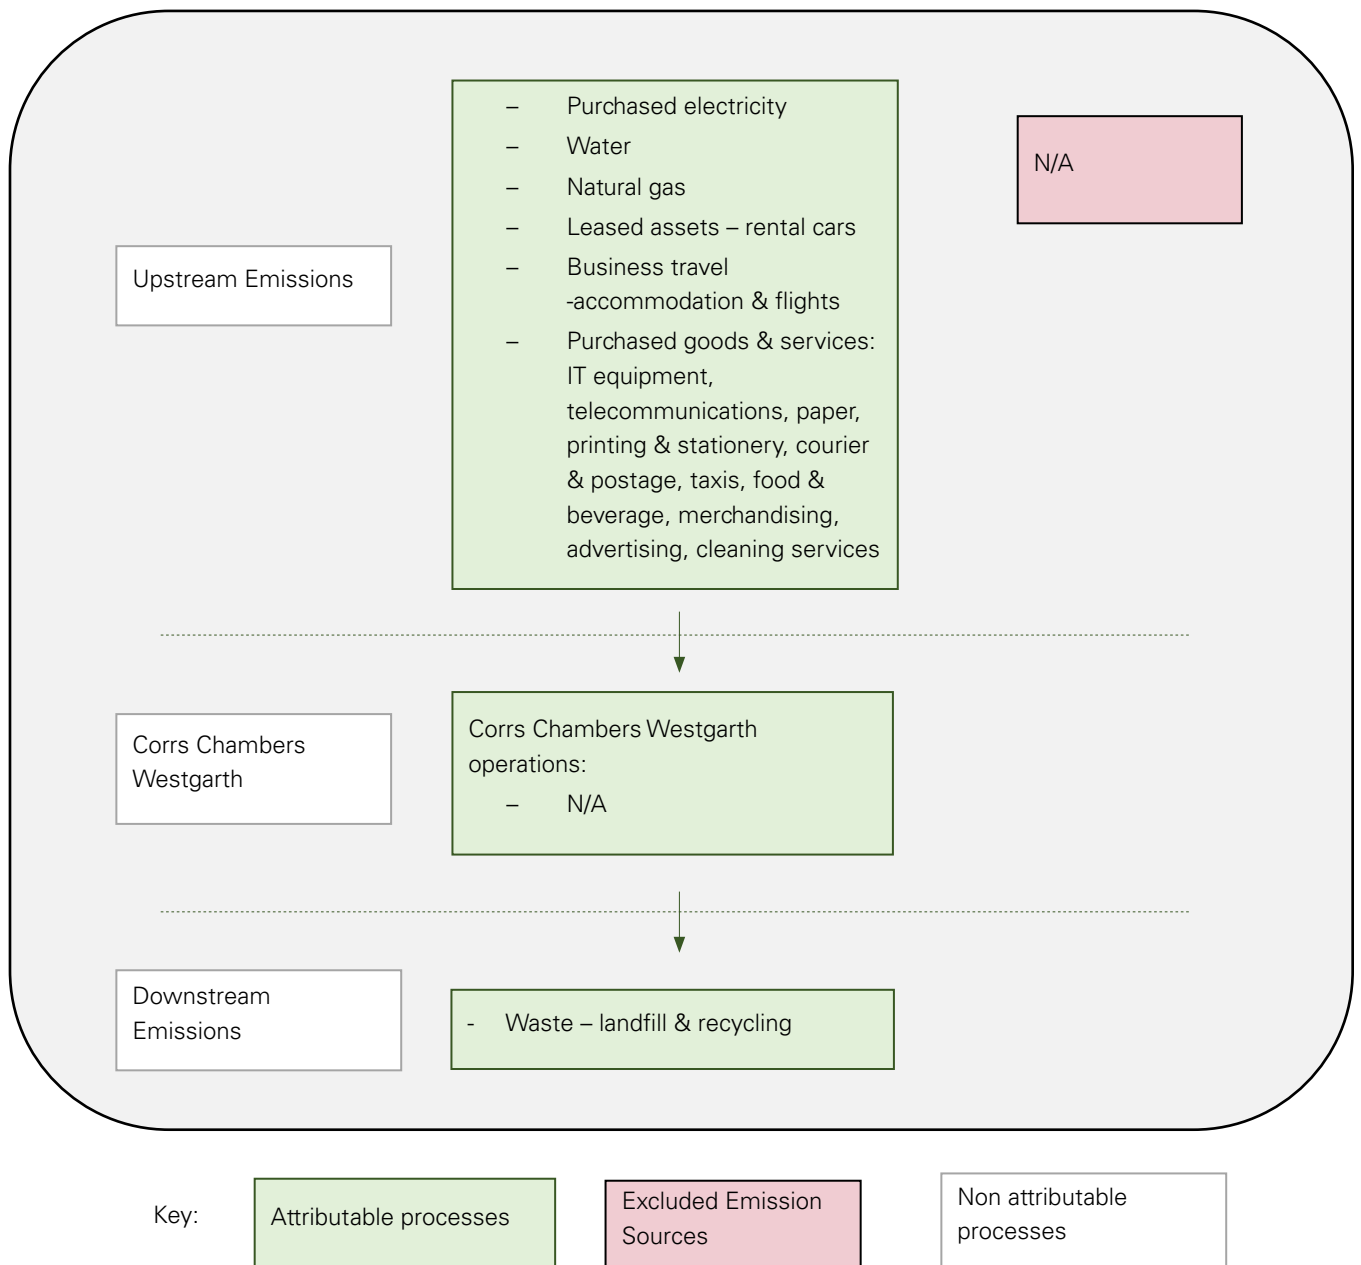 – Purchased electricity
– Water
– Natural gas
– Leased assets – rental cars
– Business travel
-accommodation & flights
– Purchased goods & services:
IT equipment,
telecommunications, paper,
printing & stationery, courier
& postage, taxis, food &
beverage, merchandising,
advertising, cleaning services
N/A
Upstream Emissions
Corrs Chambers
Westgarth
Corrs Chambers Westgarth
operations:
– N/A
Downstream
Emissions
- Waste – landfill & recycling
Key:
Attributable processes
Excluded Emission
Sources
Non attributable
processes